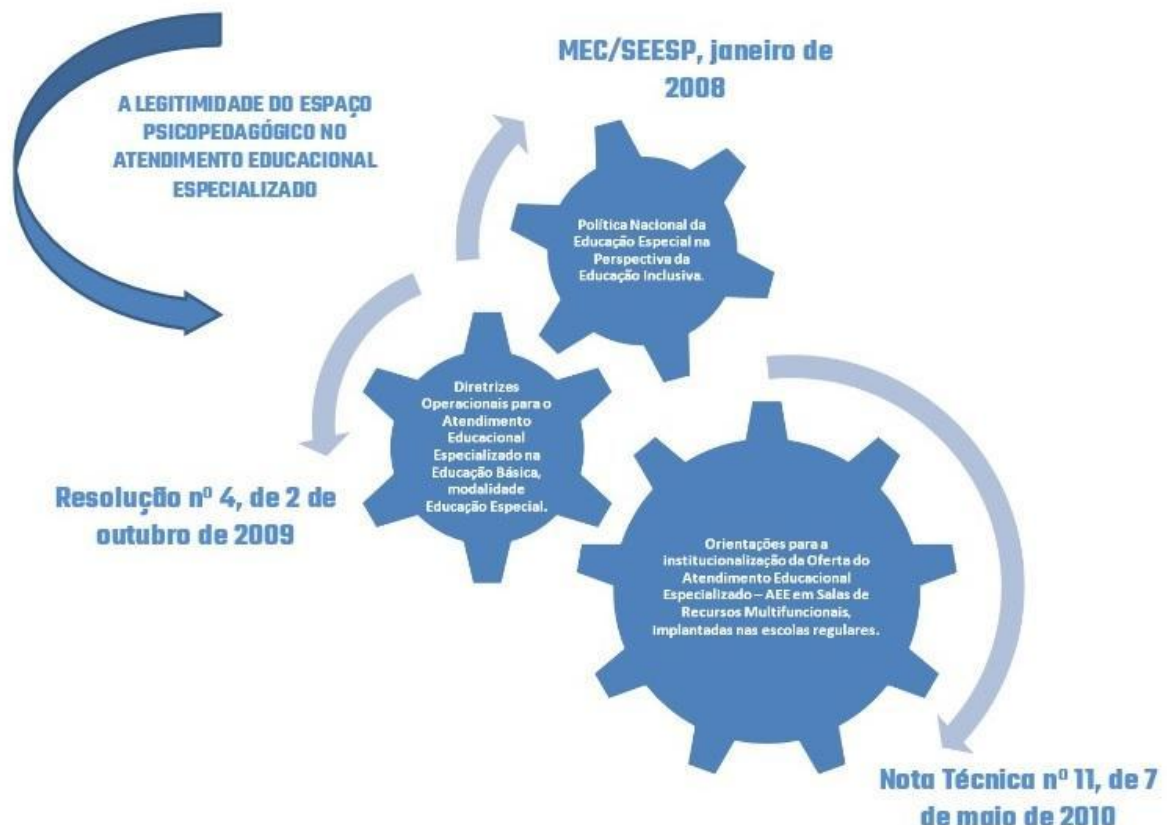 A LEGITIMIDADE DO ESPAÇO
PSICOPEDAGÓGICO NO
ATENDIMENTO EDUCACIONAL
ESPECIALIZADO
MEC/SEESP, janeiro de
2008
Política Nacional da
Educação Especial na
Perspectiva da
Educação Inclusiva.
Diretrizes
Operacionais para o
Atendimento
Educacional
Especializado na
Educação Básica,
modalidade
Educação Especial.
Resolução nº 4, de 2 de
outubro de 2009
Orientações para a
institucionalização da Oferta do
Atendimento Educacional
Especializado – AEE em Salas de
Recursos Multifuncionais,
implantadas nas escolas regulares.
Nota Técnica nº 11, de 7
de maio de 2010